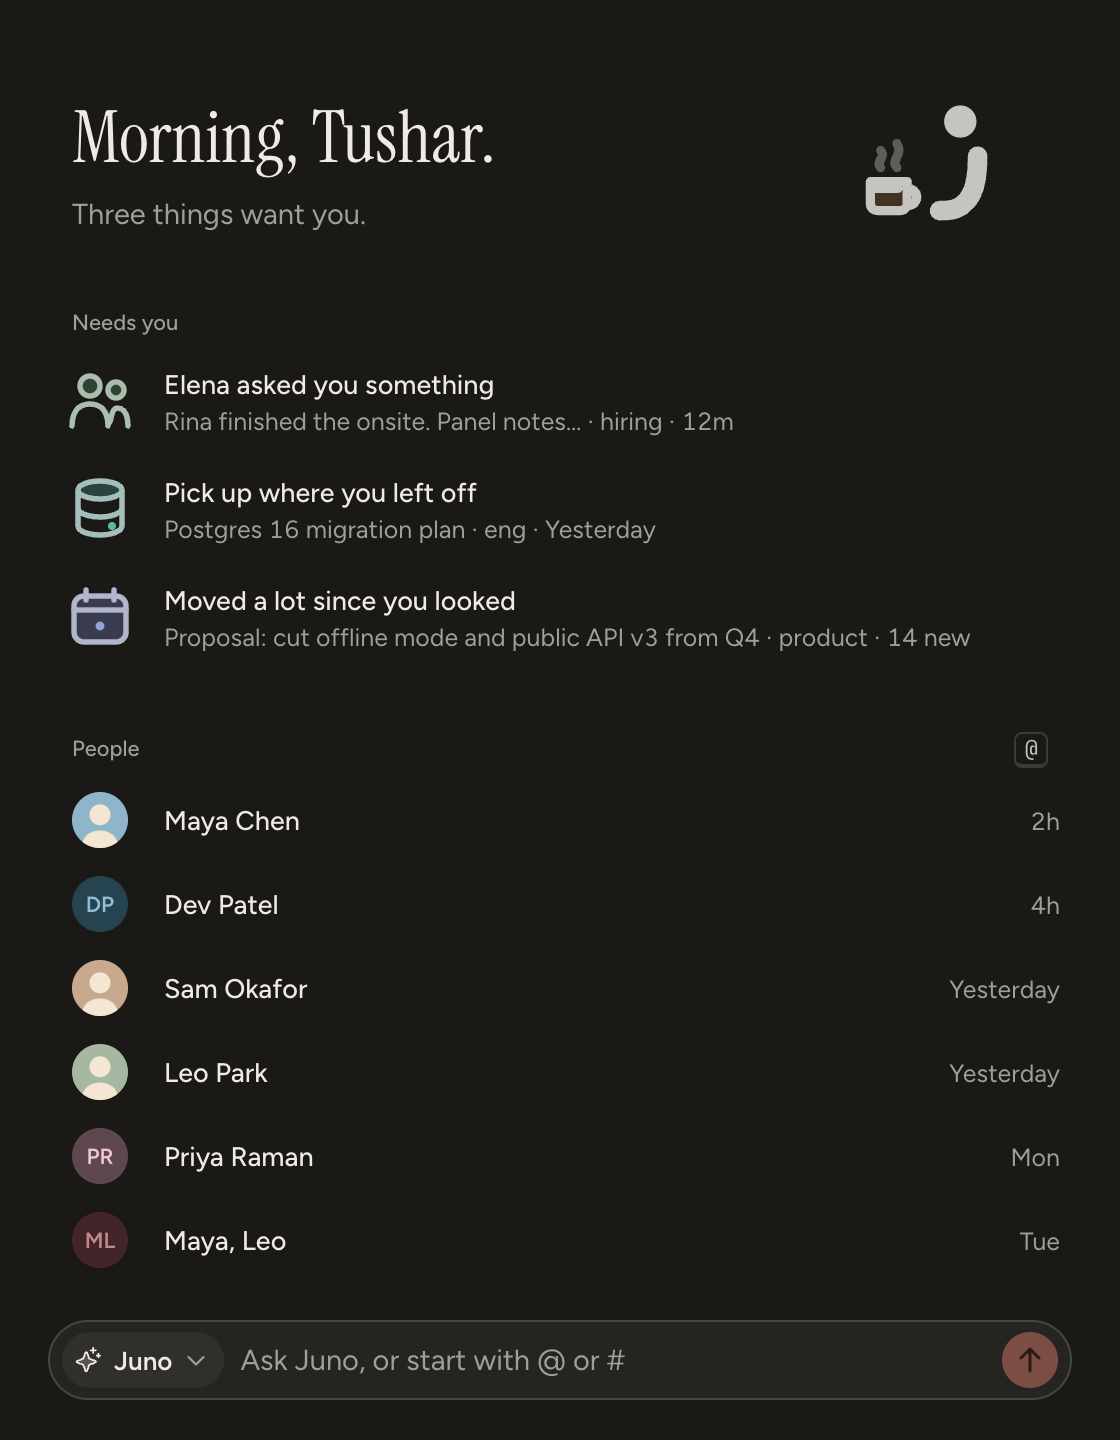 Morning, Tushar.
Three things want you.
Needs you
Elena asked you something
Rina finished the onsite. Panel notes... · hiring · 12m
Pick up where you left off
Postgres 16 migration plan · eng · Yesterday
Moved a lot since you looked
Proposal: cut offline mode and public API v3 from Q4 · product · 14 new
People @
Maya Chen 2h
DP Dev Patel 4h
Sam Okafor Yesterday
Leo Park Yesterday
PR Priya Raman Mon
ML Maya, Leo Tue
Juno Ask Juno, or start with @ or #